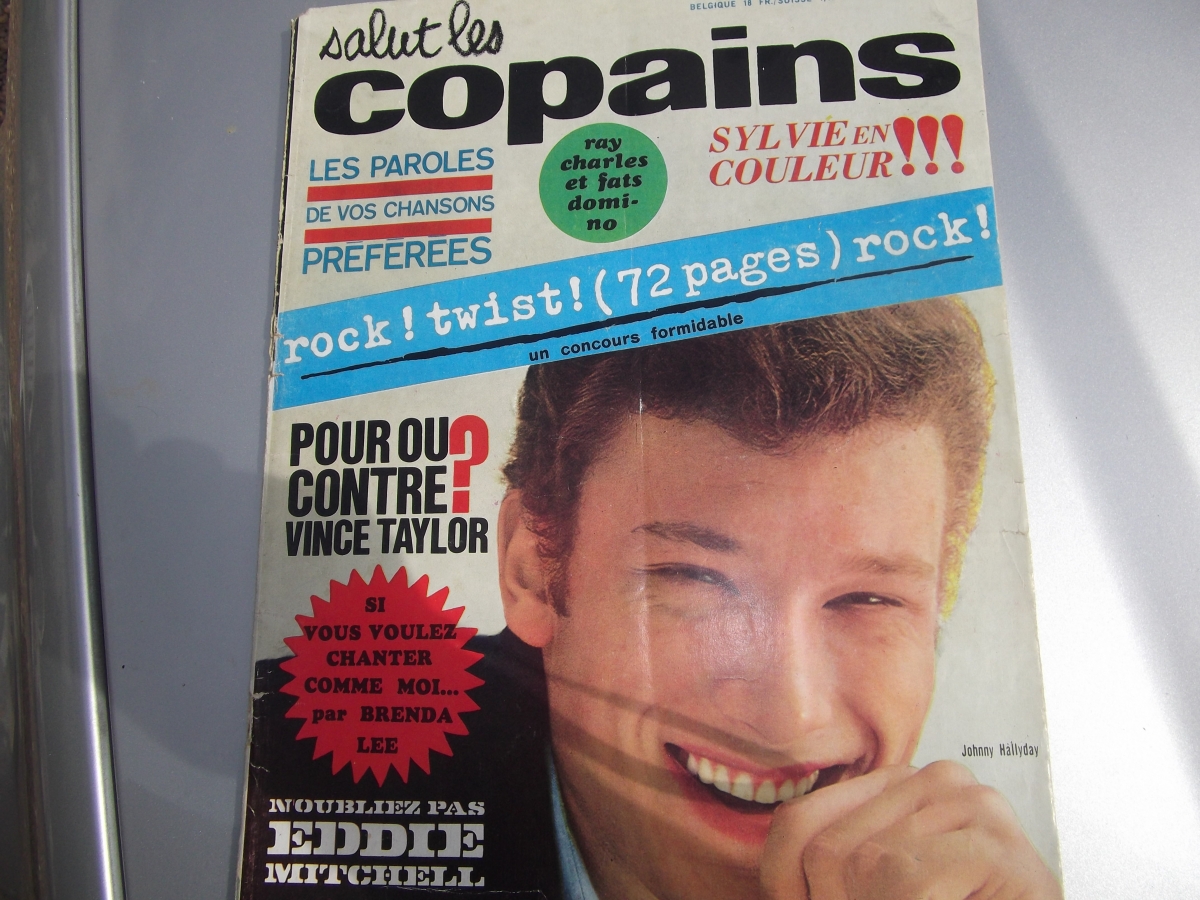 BELGIQUE 18 FR./SUISSE
salut les
copains
LES PAROLES
DE VOS CHANSONS
PRÉFÉRÉES
ray
charles
et fats
domi-
no
SYLVIE EN
COULEUR!!!
rock! twist! (72 pages) rock!
un concours formidable
POUR OU
CONTRE?
VINCE TAYLOR
SI
VOUS VOULEZ
CHANTER
COMME MOI...
par BRENDA
LEE
Johnny Hallyday
NOUBLIEZ PAS
EDDIE
MITCHELL